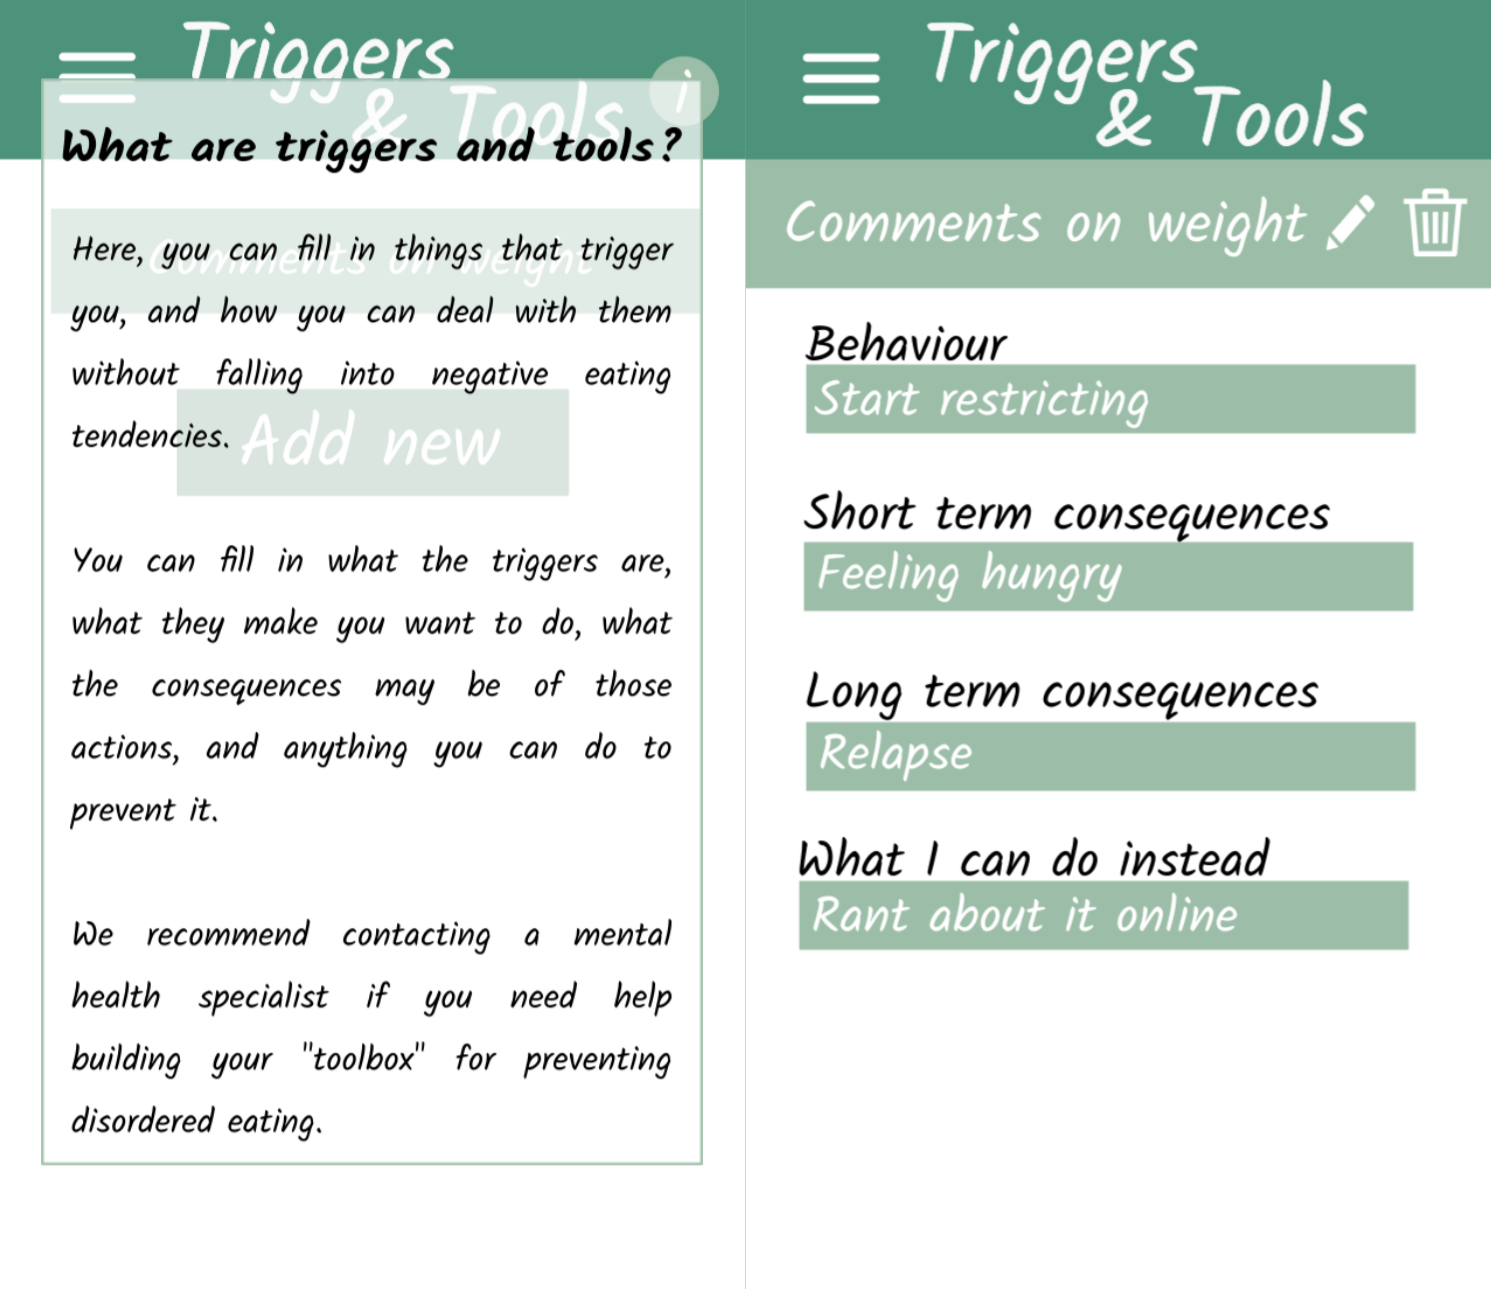 Triggers
& Tools
i
What are triggers and tools?
Comments on weight
Here, you can fill in things that trigger
you, and how you can deal with them
without falling into negative eating
tendencies.
Add new
You can fill in what the triggers are,
what they make you want to do, what
the consequences may be of those
actions, and anything you can do to
prevent it.
We recommend contacting a mental
health specialist if you need help
building your "toolbox" for preventing
disordered eating.
Triggers
& Tools
Comments on weight
Behaviour
Start restricting
Short term consequences
Feeling hungry
Long term consequences
Relapse
What I can do instead
Rant about it online